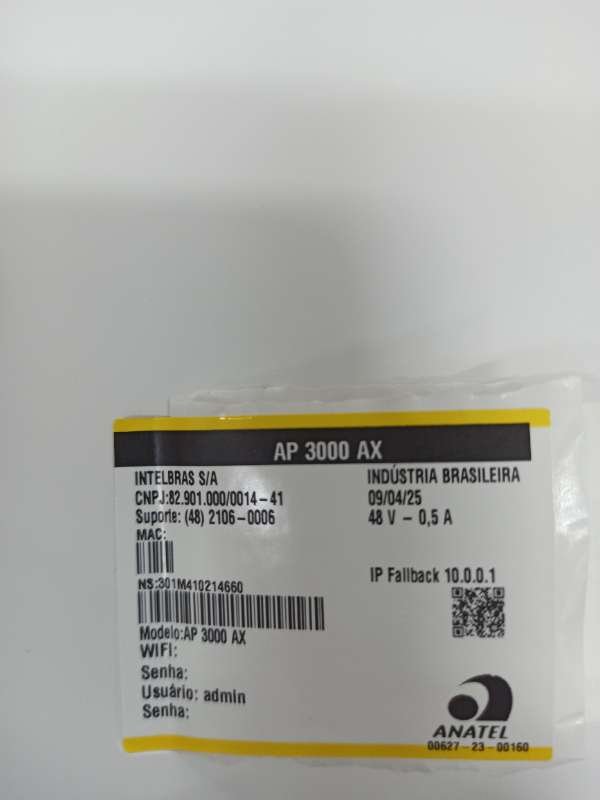 AP 3000 AX
INTELBRAS S/A
CNPJ:82.901.000/0014-41
Suporte: (48) 2106-0006
MAC:
NS:301M410214660
Modelo:AP 3000 AX
WIFI:
Senha:
Usuário: admin
Senha:
INDÚSTRIA BRASILEIRA
09/04/25
48 V - 0,5 A
IP Fallback 10.0.0.1
ANATEL
00627-23-00160